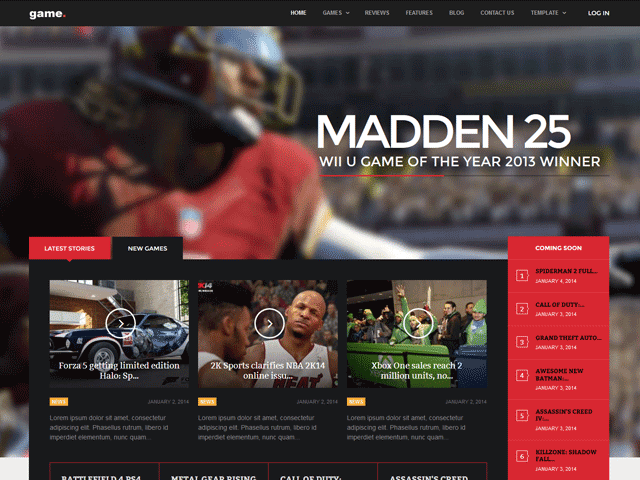 game.
HOME GAMES REVIEWS FEATURES BLOG CONTACT US TEMPLATE LOG IN
MADDEN 25
WII U GAME OF THE YEAR 2013 WINNER
LATEST STORIES NEW GAMES
COMING SOON
Forza 5 getting limited edition
Halo Sp...
NEWS JANUARY 2, 2014
Lorem ipsum dolor sit amet, consectetur
adipiscing elit. Phasellus rutrum, libero id
imperdiet elementum, nunc quam...
2K14
2K Sports clarifies NBA 2K14
online issu...
NEWS JANUARY 2, 2014
Lorem ipsum dolor sit amet, consectetur
adipiscing elit. Phasellus rutrum, libero id
imperdiet elementum, nunc quam...
Xbox One sales reach 2
million units, no...
NEWS JANUARY 2, 2014
Lorem ipsum dolor sit amet, consectetur
adipiscing elit. Phasellus rutrum, libero id
imperdiet elementum, nunc quam...
1 SPIDERMAN 2 FULL...
JANUARY 4, 2014
2 CALL OF DUTY:...
JANUARY 3, 2014
3 GRAND THEFT AUTO...
JANUARY 3, 2014
4 AWESOME NEW
BATMAN:...
JANUARY 3, 2014
5 ASSASSIN'S CREED
IV:...
JANUARY 3, 2014
6 KILLZONE: SHADOW
FALL...
JANUARY 3, 2014
BATTLEFIELD 4 PS4 METAL GEAR RISING CALL OF DUTY: ASSASSIN'S CREED